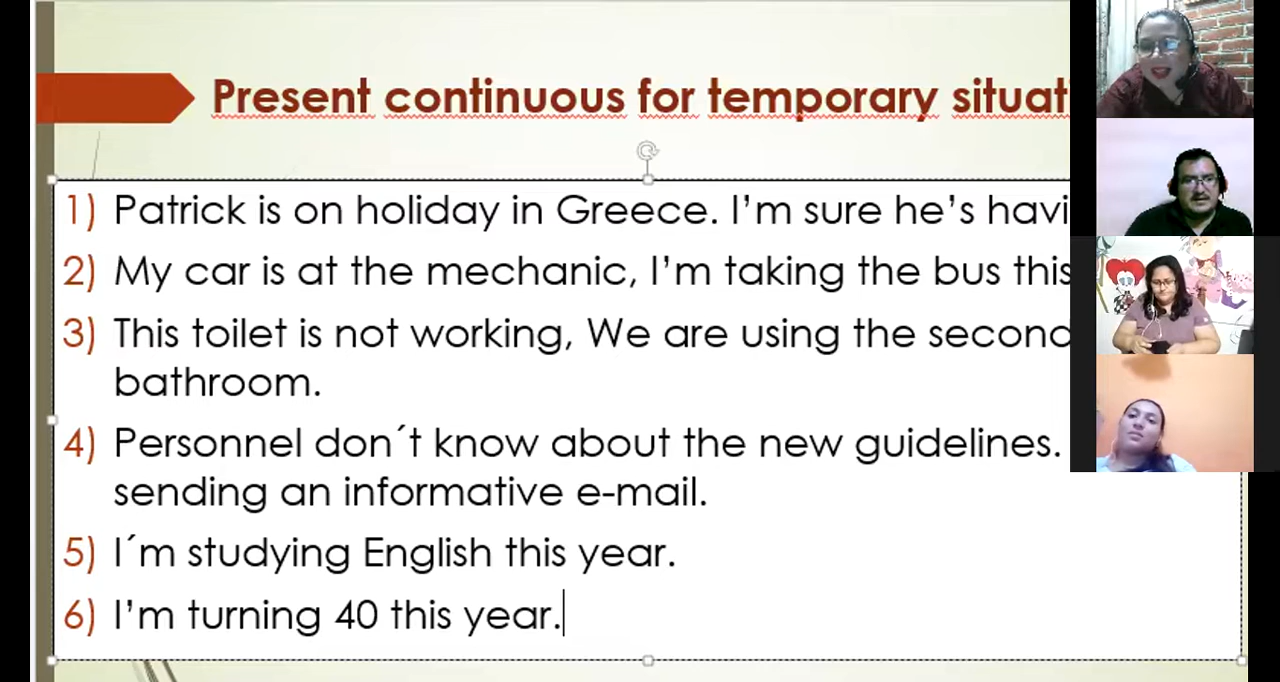 Present continuous for temporary
1) Patrick is on holiday in Greece. I'm sure he's
2) My car is at the mechanic, I'm taking the bus this
3) This toilet is not working, We are using the second
bathroom.
4) Personnel don´t know about the new guidelines.
sending an informative e-mail.
5) I´m studying English this year.
6) I'm turning 40 this year.